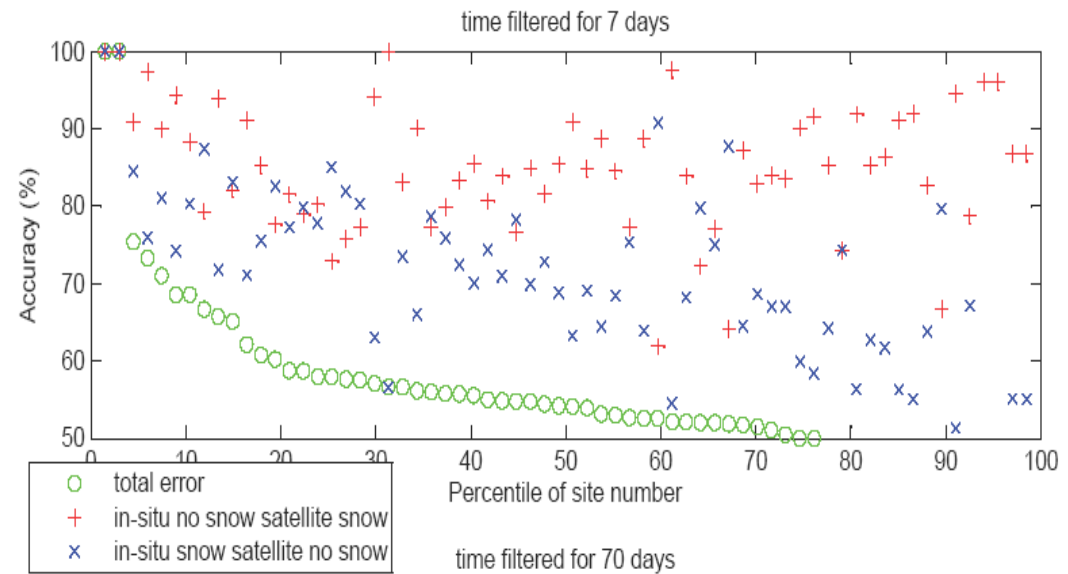 time filtered for 7 days
100
90
80
70
60
50
Accuracy (%)
0 10 20 30 40 50 60 70 80 90 100
Percentile of site number
total error
in-situ no snow satellite snow
in-situ snow satellite no snow
time filtered for 70 days